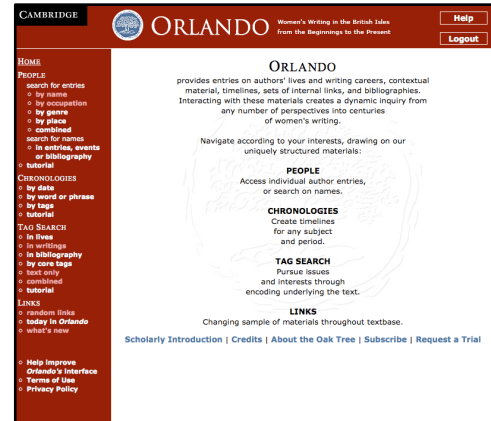 CAMBRIDGE
ORLANDO
Women's Writing in the British Isles
from the Beginnings to the Present
Help
Logout
HOME
PEOPLE
search for entries
by name
by occupation
by genre
by place
combined
search for names
in entries, events
or bibliography
tutorial
CHRONOLOGIES
by date
by word or phrase
by tags
tutorial
TAG SEARCH
in lives
in writings
in bibliography
by core tags
text only
combined
tutorial
LINKS
random links
today in Orlando
what's new
Help improve
Orlando's interface
Terms of Use
Privacy Policy
ORLANDO
provides entries on authors' lives and writing careers, contextual
material, timelines, sets of internal links, and bibliographies.
Interacting with these materials creates a dynamic inquiry from
any number of perspectives into centuries
of women's writing.
Navigate according to your interests, drawing on our
uniquely structured materials:
PEOPLE
Access individual author entries,
or search on names.
CHRONOLOGIES
Create timelines
for any subject
and period.
TAG SEARCH
Pursue issues
and interests through
encoding underlying the text.
LINKS
Changing sample of materials throughout textbase.
Scholarly Introduction | Credits | About the Oak Tree | Subscribe | Request a Trial